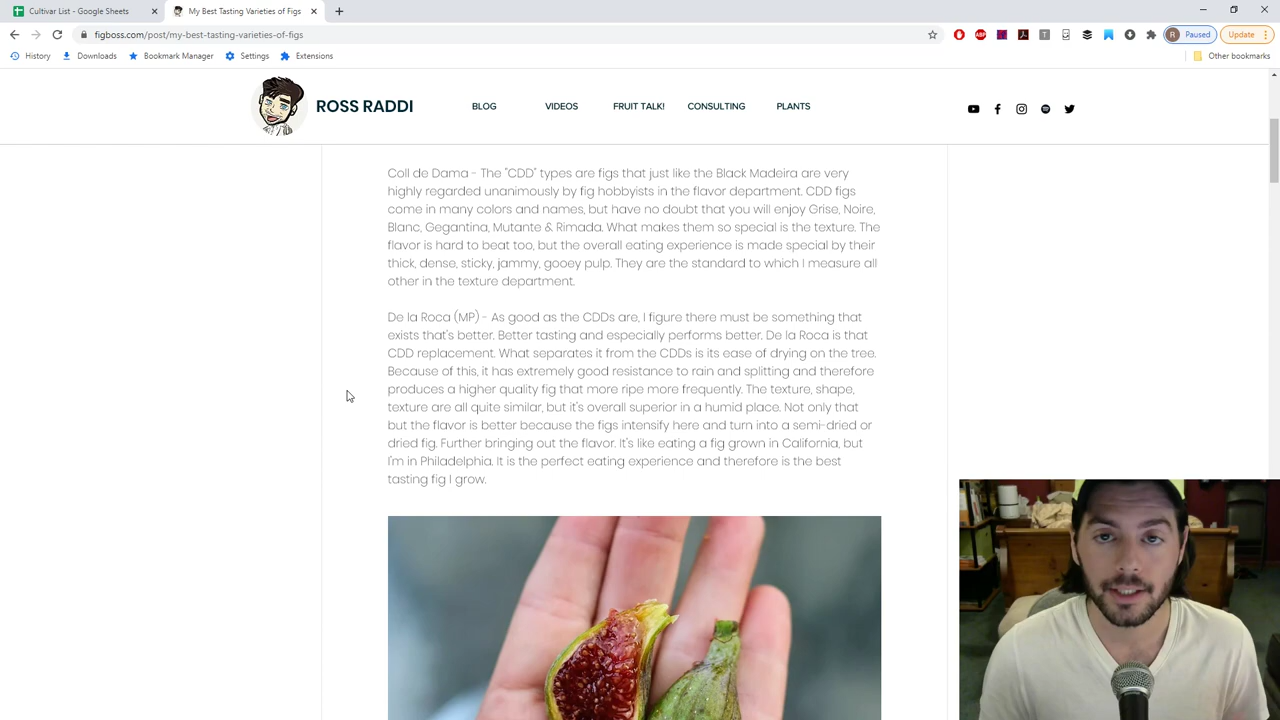 Cultivar List - Google Sheets
My Best Tasting Varieties of Figs
figboss.com/post/my-best-tasting-varieties-of-figs
Paused
Update
History
Downloads
Bookmark Manager
Settings
Extensions
Other bookmarks
ROSS RADDI
BLOG
VIDEOS
FRUIT TALK!
CONSULTING
PLANTS
Coll de Dama - The "CDD" types are figs that just like the Black Madeira are very
highly regarded unanimously by fig hobbyists in the flavor department. CDD figs
come in many colors and names, but have no doubt that you will enjoy Grise, Noire,
Blanc, Gegantina, Mutante & Rimada. What makes them so special is the texture. The
flavor is hard to beat too, but the overall eating experience is made special by their
thick, dense, sticky, jammy, gooey pulp. They are the standard to which I measure all
other in the texture department.
De la Roca (MP) - As good as the CDDs are, I figure there must be something that
exists that's better. Better tasting and especially performs better. De la Roca is that
CDD replacement. What separates it from the CDDs is its ease of drying on the tree.
Because of this, it has extremely good resistance to rain and splitting and therefore
produces a higher quality fig that more ripe more frequently. The texture, shape,
texture are all quite similar, but it's overall superior in a humid place. Not only that
but the flavor is better because the figs intensify here and turn into a semi-dried or
dried fig. Further bringing out the flavor. It's like eating a fig grown in California, but
I'm in Philadelphia. It is the perfect eating experience and therefore is the best
tasting fig I grow.